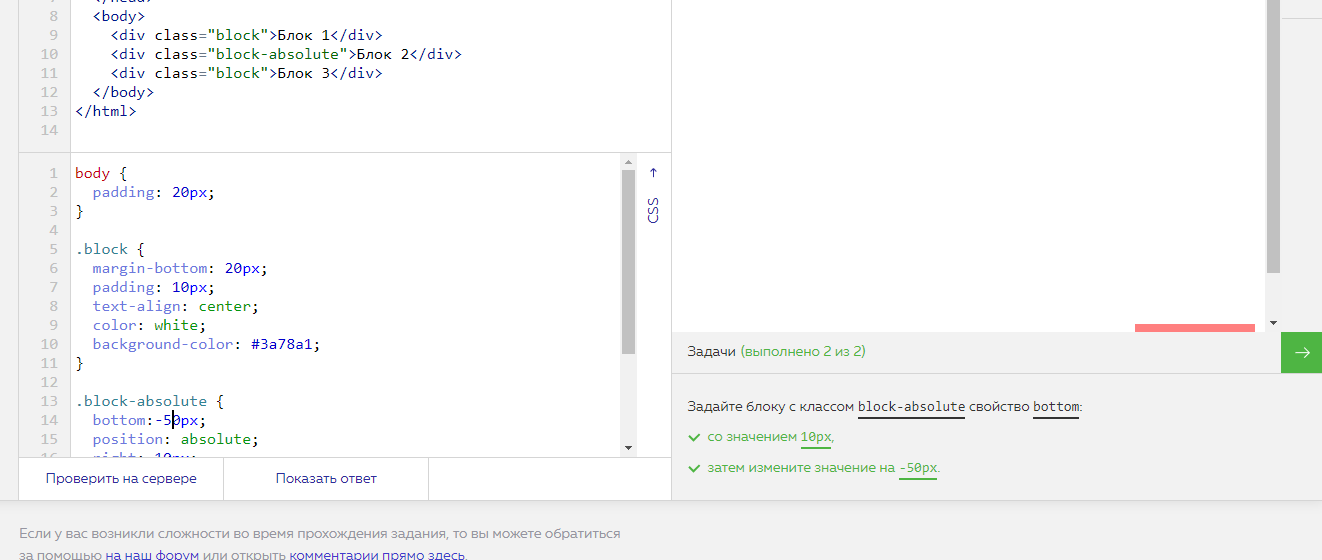 8 <body>
9 <div class="block">Блок 1</div>
10 <div class="block-absolute">Блок 2</div>
11 <div class="block">Блок 3</div>
12 </body>
13 </html>
14
1 body {
2 padding: 20px;
3 }
4
5 .block {
6 margin-bottom: 20px;
7 padding: 10px;
8 text-align: center;
9 color: white;
10 background-color: #3a78a1;
11 }
12
13 .block-absolute {
14 bottom:-50px;
15 position: absolute;
16 right: 10px;
CSS
Проверить на сервере
Показать ответ
Задачи (выполнено 2 из 2)
Задайте блоку с классом block-absolute свойство bottom:
со значением 10px,
затем измените значение на -50px.
Если у вас возникли сложности во время прохождения задания, то вы можете обратиться
за помощью на наш форум или открыть комментарии прямо здесь.